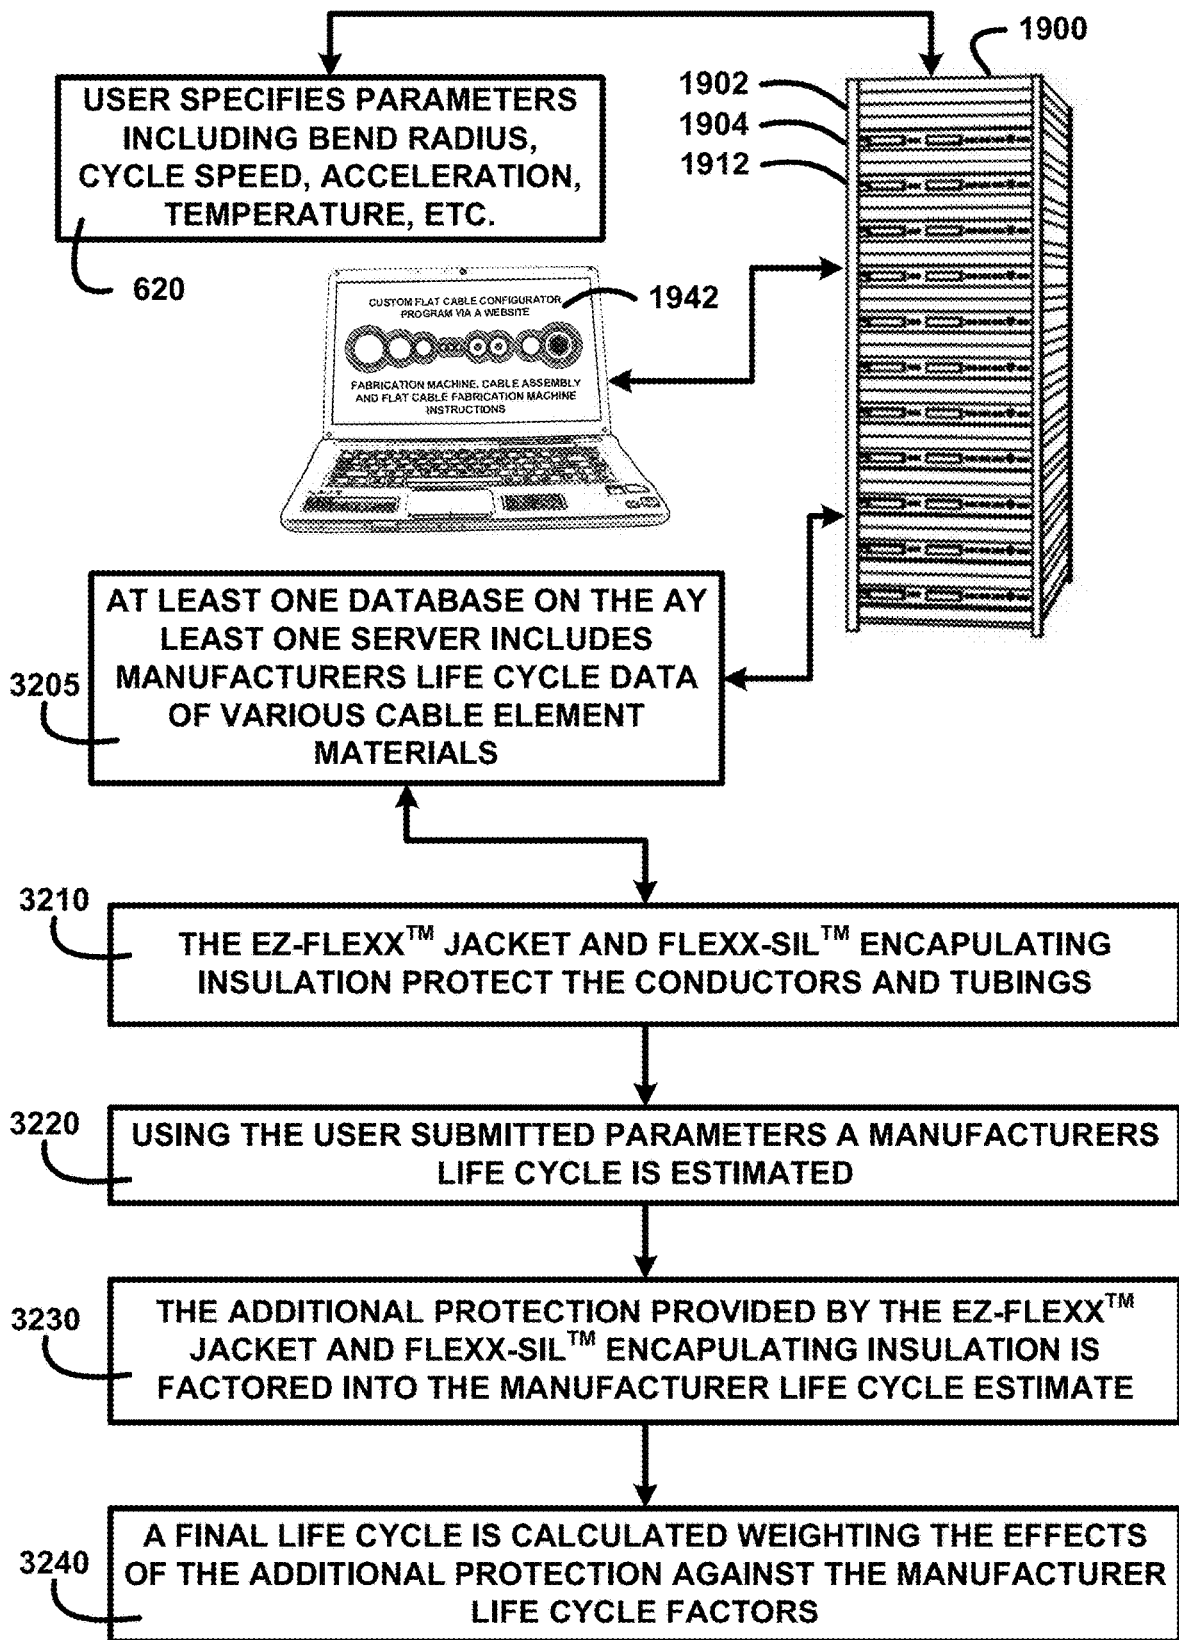 1900
1902
1904
1912
USER SPECIFIES PARAMETERS
INCLUDING BEND RADIUS,
CYCLE SPEED, ACCELERATION,
TEMPERATURE, ETC.
620
1942
CUSTOM FLAT CABLE CONFIGURATOR
PROGRAM VIA A WEBSITE
FABRICATION MACHINE, CABLE ASSEMBLY
AND FLAT CABLE FABRICATION MACHINE
INSTRUCTIONS
AT LEAST ONE DATABASE ON THE AY
LEAST ONE SERVER INCLUDES
MANUFACTURERS LIFE CYCLE DATA
OF VARIOUS CABLE ELEMENT
MATERIALS
3205
3210
THE EZ-FLEXX™ JACKET AND FLEXX-SIL™ ENCAPULATING
INSULATION PROTECT THE CONDUCTORS AND TUBINGS
3220
USING THE USER SUBMITTED PARAMETERS A MANUFACTURERS
LIFE CYCLE IS ESTIMATED
3230
THE ADDITIONAL PROTECTION PROVIDED BY THE EZ-FLEXX™
JACKET AND FLEXX-SIL™ ENCAPULATING INSULATION IS
FACTORED INTO THE MANUFACTURER LIFE CYCLE ESTIMATE
3240
A FINAL LIFE CYCLE IS CALCULATED WEIGHTING THE EFFECTS
OF THE ADDITIONAL PROTECTION AGAINST THE MANUFACTURER
LIFE CYCLE FACTORS